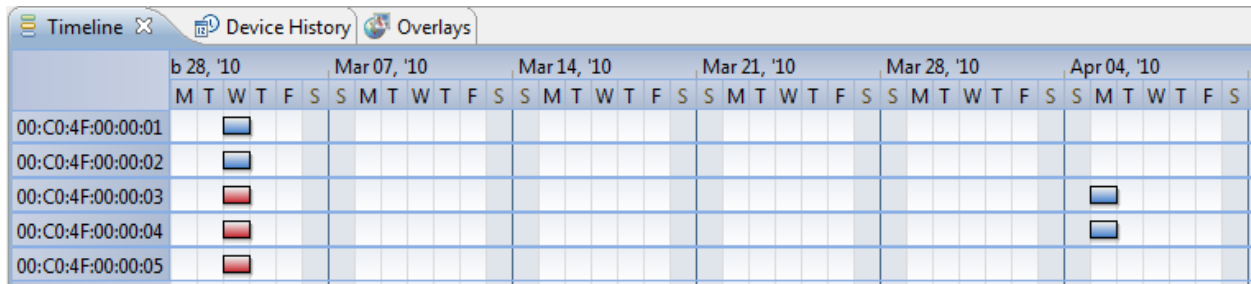 Timeline Device History Overlays
b 28, '10 Mar 07, '10 Mar 14, '10 Mar 21, '10 Mar 28, '10 Apr 04, '10
M T W T F S S M T W T F S S M T W T F S S M T W T F S S M T W T F S S M T W T F S
00:C0:4F:00:00:01
00:C0:4F:00:00:02
00:C0:4F:00:00:03
00:C0:4F:00:00:04
00:C0:4F:00:00:05